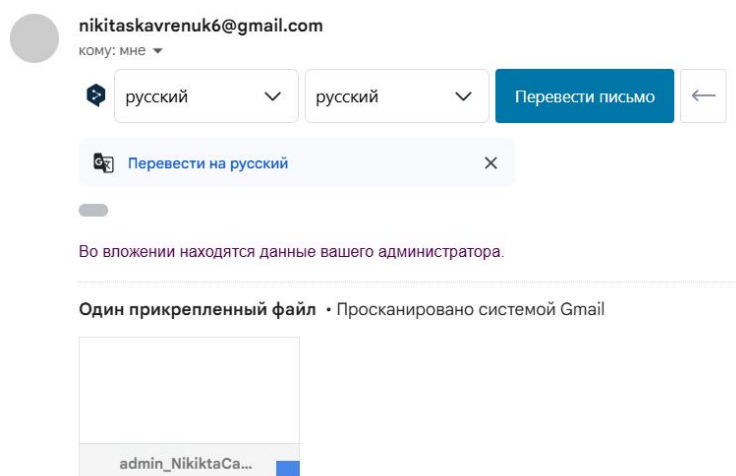 nikitaskavrenuk6@gmail.com
кому: мне
русский русский Перевести письмо
Перевести на русский
Во вложении находятся данные вашего администратора.
Один прикрепленный файл • Просканировано системой Gmail
admin_NikiktaCa...